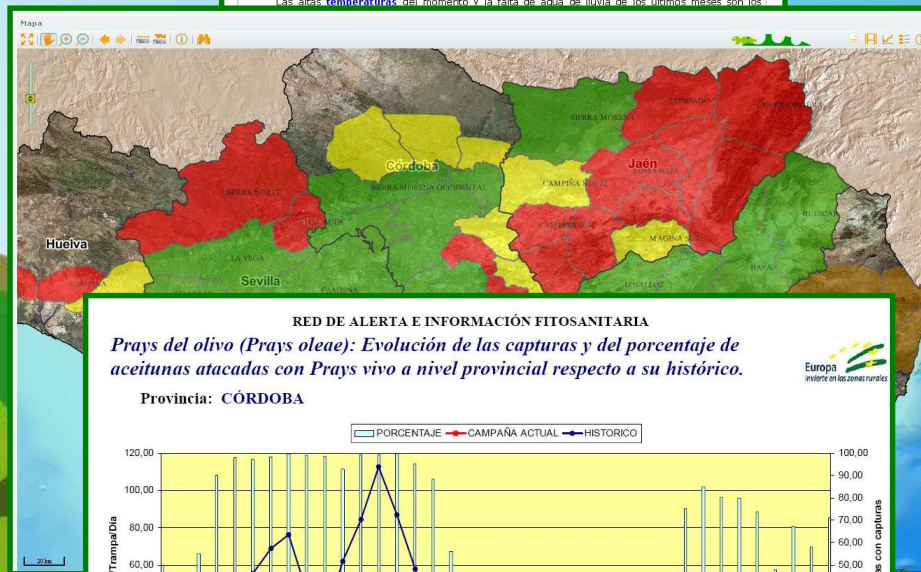 Las altas temperaturas del momento y la falta de agua de lluvia de los últimos meses son los
Mapa
CONDADO
SIERRA MORENA
Córdoba
Jaén
LOMA BAJA
SIERRA MORENA OCCIDENTAL
CAMPIÑA NORTE
SIERRA NORTE
HUESCAR
CAMPIÑA SUR
Huelva
MAGINA SUR
LA VEGA
BAZA
Sevilla
IZNALLOZ
CAMPIÑA
CAMPIÑA
RED DE ALERTA E INFORMACIÓN FITOSANITARIA
Prays del olivo (Prays oleae): Evolución de las capturas y del porcentaje de
aceitunas atacadas con Prays vivo a nivel provincial respecto a su histórico.
Europa
invierte en las zonas rurales
Provincia: CÓRDOBA
PORCENTAJE CAMPAÑA ACTUAL HISTORICO
120,00
100,00
80,00
60,00
/Trampa/Día
100,00
90,00
80,00
70,00
60,00
50,00
as con capturas
20 km